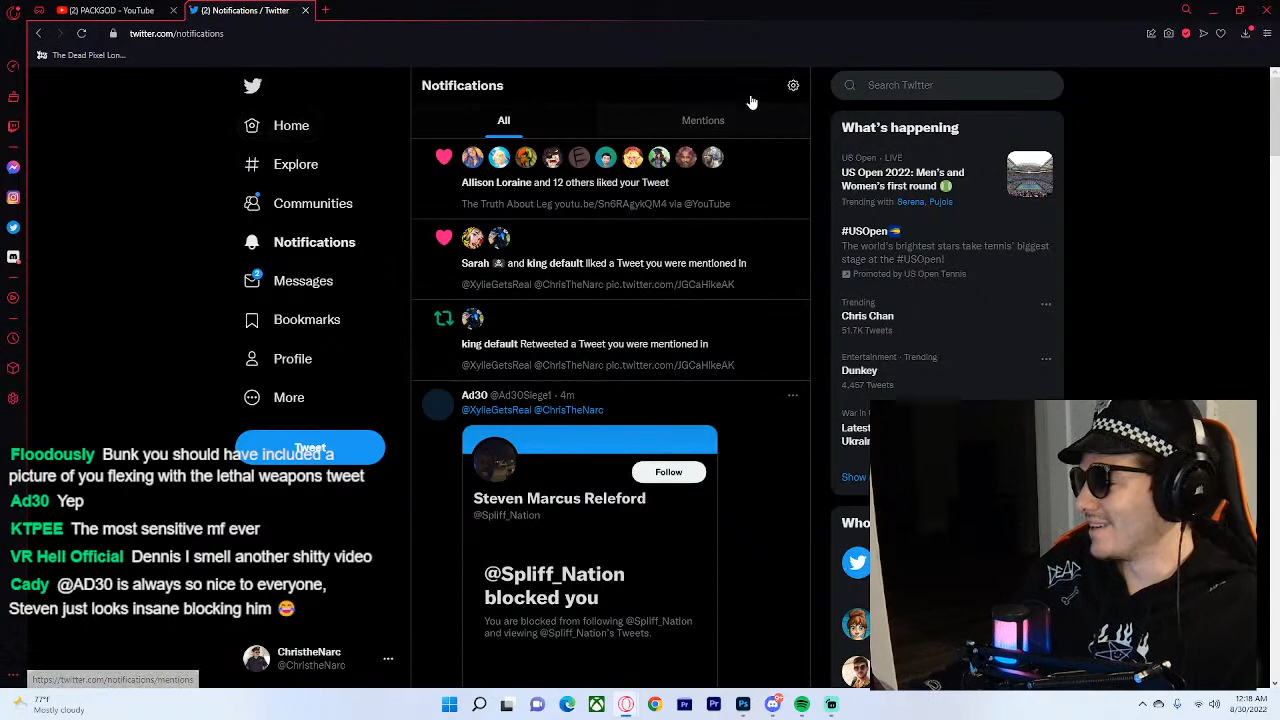 (2) PACKGOD - YouTube
(2) Notifications / Twitter
twitter.com/notifications
The Dead Pixel Lon...
Home
Explore
Communities
Notifications
2
Messages
Bookmarks
Profile
More
Tweet
Notifications
All
Mentions
Allison Loraine and 12 others liked your Tweet
The Truth About Leg youtu.be/Sn6RAgykQM4 via @YouTube
Sarah ☠ and king default liked a Tweet you were mentioned in
@XylieGetsReal @ChrisTheNarc pic.twitter.com/JGCaHikeAK
king default Retweeted a Tweet you were mentioned in
@XylieGetsReal @ChrisTheNarc pic.twitter.com/JGCaHikeAK
Ad30 @Ad30Siege1 · 4m
@XylieGetsReal @ChrisTheNarc
Follow
Steven Marcus Releford
@Spliff_Nation
@Spliff_Nation
blocked you
You are blocked from following @Spliff_Nation
and viewing @Spliff_Nation's Tweets.
Search Twitter
What's happening
US Open · LIVE
US Open 2022: Men's and
Women's first round
Trending with Serena, Pujols
#USOpen
The world's brightest stars take tennis' biggest
stage at the #USOpen!
Promoted by US Open Tennis
Trending
Chris Chan
51.7K Tweets
Entertainment · Trending
Dunkey
4,457 Tweets
War in
Latest
Ukrain
Show
Who
Floodously Bunk you should have included a
picture of you flexing with the lethal weapons tweet
Ad30 Yep
KTPEE The most sensitive mf ever
VR Hell Official Dennis I smell another shitty video
Cady @AD30 is always so nice to everyone,
Steven just looks insane blocking him 😂
ChristheNarc
@ChristheNarc
https://twitter.com/notifications/mentions
DEAD
77°F
Mostly cloudy
12:18 AM
8/30/2022